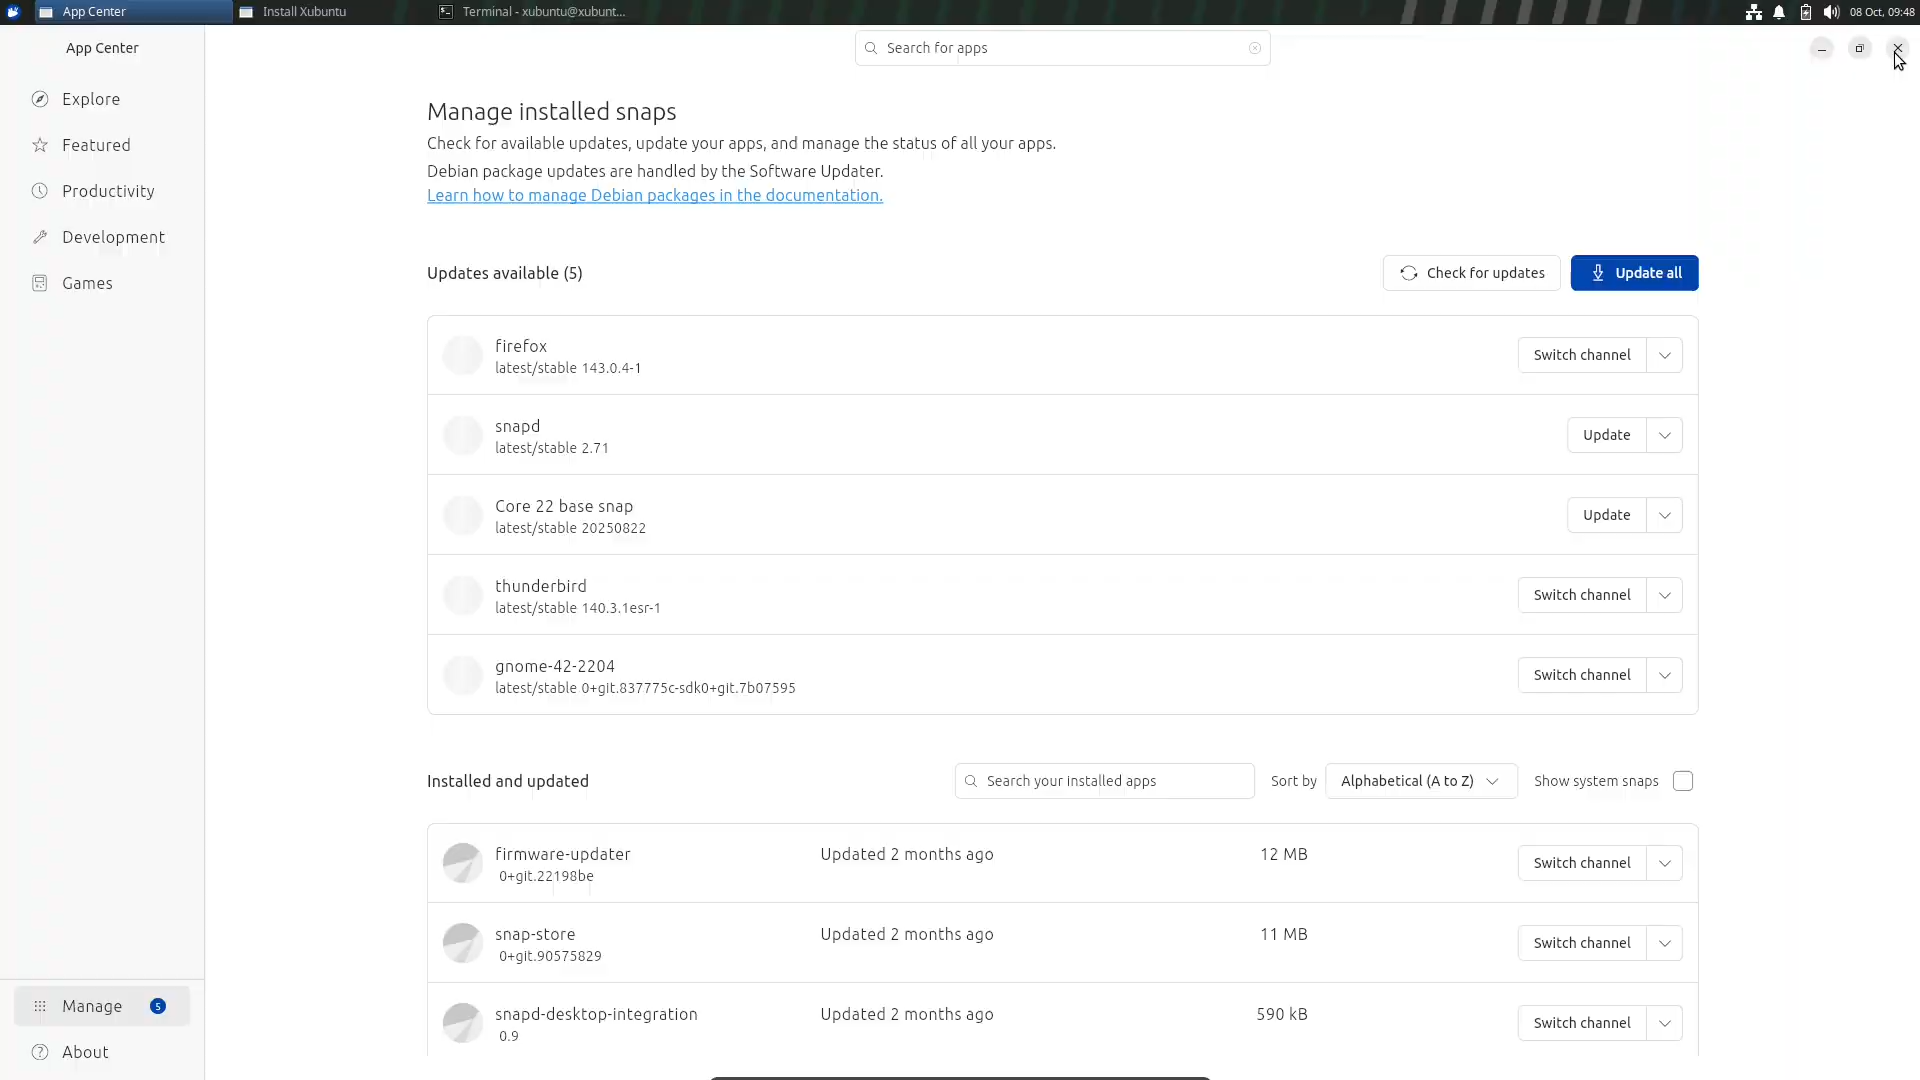 App Center
Install Xubuntu
Terminal - xubuntu@xubunt...
08 Oct, 09:48
App Center
Search for apps
Explore
Featured
Productivity
Development
Games
Manage installed snaps
Check for available updates, update your apps, and manage the status of all your apps.
Debian package updates are handled by the Software Updater.
Learn how to manage Debian packages in the documentation.
Updates available (5)
Check for updates
Update all
firefox
latest/stable 143.0.4-1
Switch channel
snapd
latest/stable 2.71
Update
Core 22 base snap
latest/stable 20250822
Update
thunderbird
latest/stable 140.3.1esr-1
Switch channel
gnome-42-2204
latest/stable 0+git.837775c-sdk0+git.7b07595
Switch channel
Installed and updated
Search your installed apps
Sort by
Alphabetical (A to Z)
Show system snaps
firmware-updater
0+git.22198be
Updated 2 months ago
12 MB
Switch channel
snap-store
0+git.90575829
Updated 2 months ago
11 MB
Switch channel
snapd-desktop-integration
0.9
Updated 2 months ago
590 kB
Switch channel
Manage
5
About